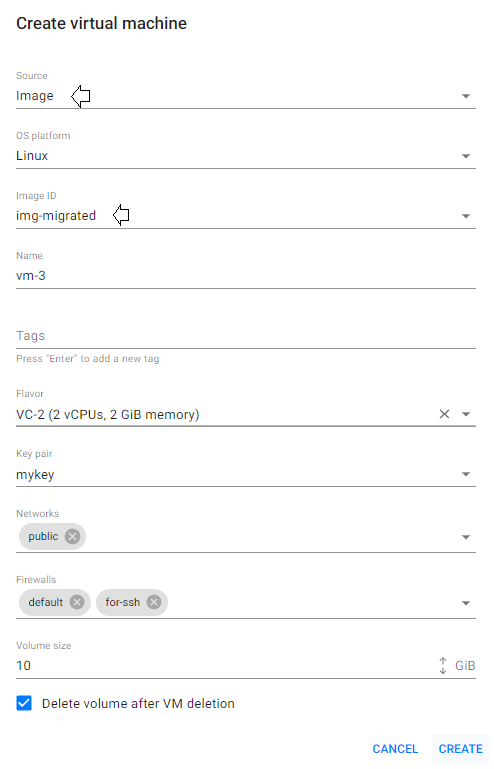 Create virtual machine
Source
Image
OS platform
Linux
Image ID
img-migrated
Name
vm-3
Tags
Press "Enter" to add a new tag
Flavor
VC-2 (2 vCPUs, 2 GiB memory)
Key pair
mykey
Networks
public
Firewalls
default for-ssh
Volume size
10 GiB
Delete volume after VM deletion
CANCEL CREATE